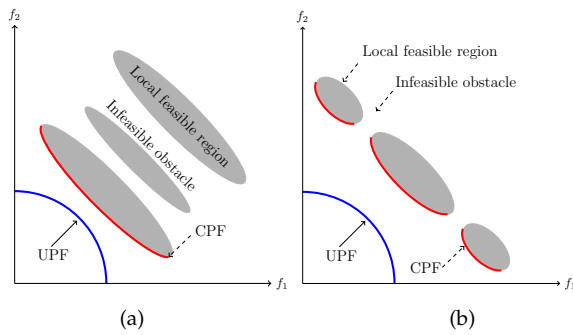 f₂
Local feasible region
Infeasible obstacle
CPF
UPF
f₁
(a)
f₂
Local feasible region
Infeasible obstacle
UPF
CPF
f₁
(b)